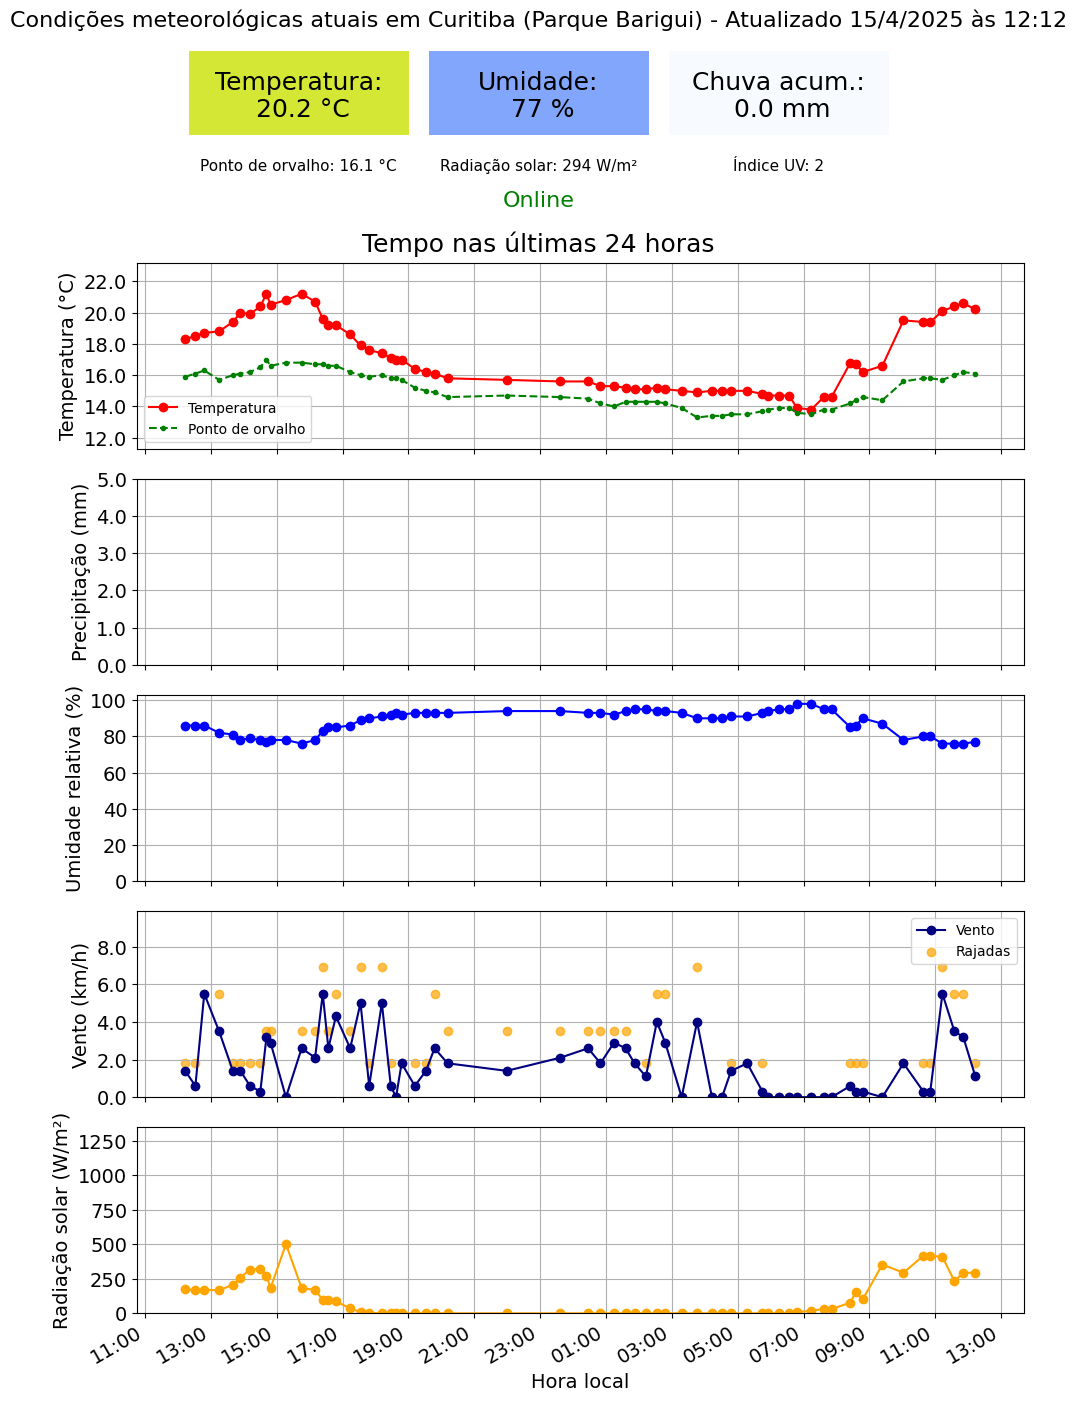 Condições meteorológicas atuais em Curitiba (Parque Barigui) - Atualizado 15/4/2025 às 12:12
Temperatura:
20.2 °C
Umidade:
77 %
Chuva acum.:
0.0 mm
Ponto de orvalho: 16.1 °C
Radiação solar: 294 W/m²
Índice UV: 2
Online
Tempo nas últimas 24 horas
Temperatura (°C)
22.0
20.0
18.0
16.0
14.0
12.0
Temperatura
Ponto de orvalho
Precipitação (mm)
5.0
4.0
3.0
2.0
1.0
0.0
Umidade relativa (%)
100
80
60
40
20
0
Vento (km/h)
8.0
6.0
4.0
2.0
0.0
Vento
Rajadas
Radiação solar (W/m²)
1250
1000
750
500
250
0
11:00
13:00
15:00
17:00
19:00
21:00
23:00
01:00
03:00
05:00
07:00
09:00
11:00
13:00
Hora local